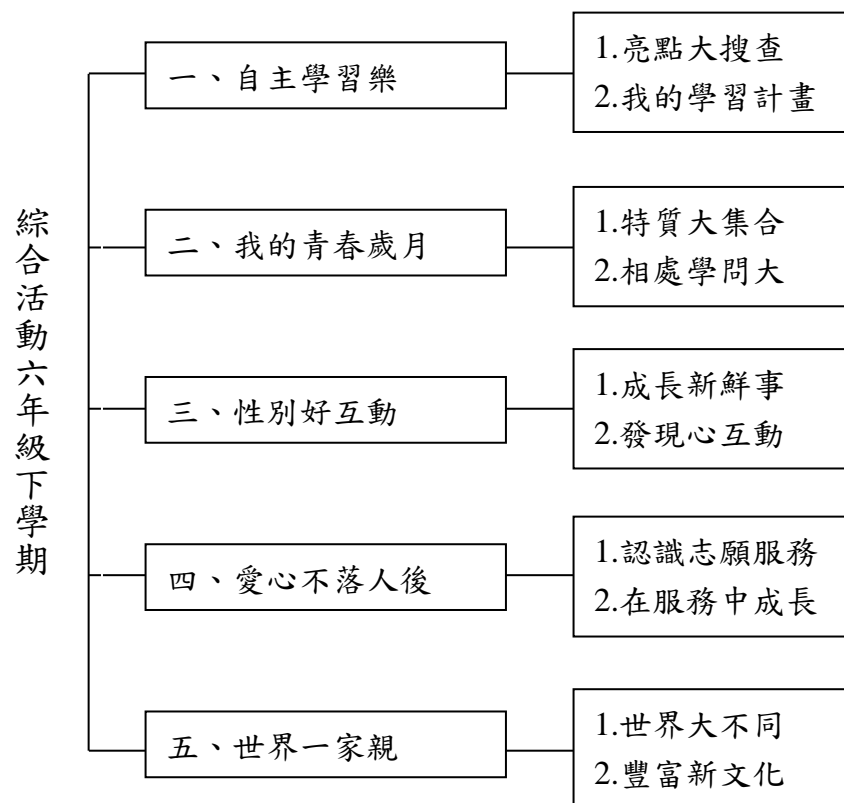 綜合活動六年級下學期
一、自主學習樂
1.亮點大搜查
2.我的學習計畫
二、我的青春歲月
1.特質大集合
2.相處學問大
三、性別好互動
1.成長新鮮事
2.發現心互動
四、愛心不落人後
1.認識志願服務
2.在服務中成長
五、世界一家親
1.世界大不同
2.豐富新文化